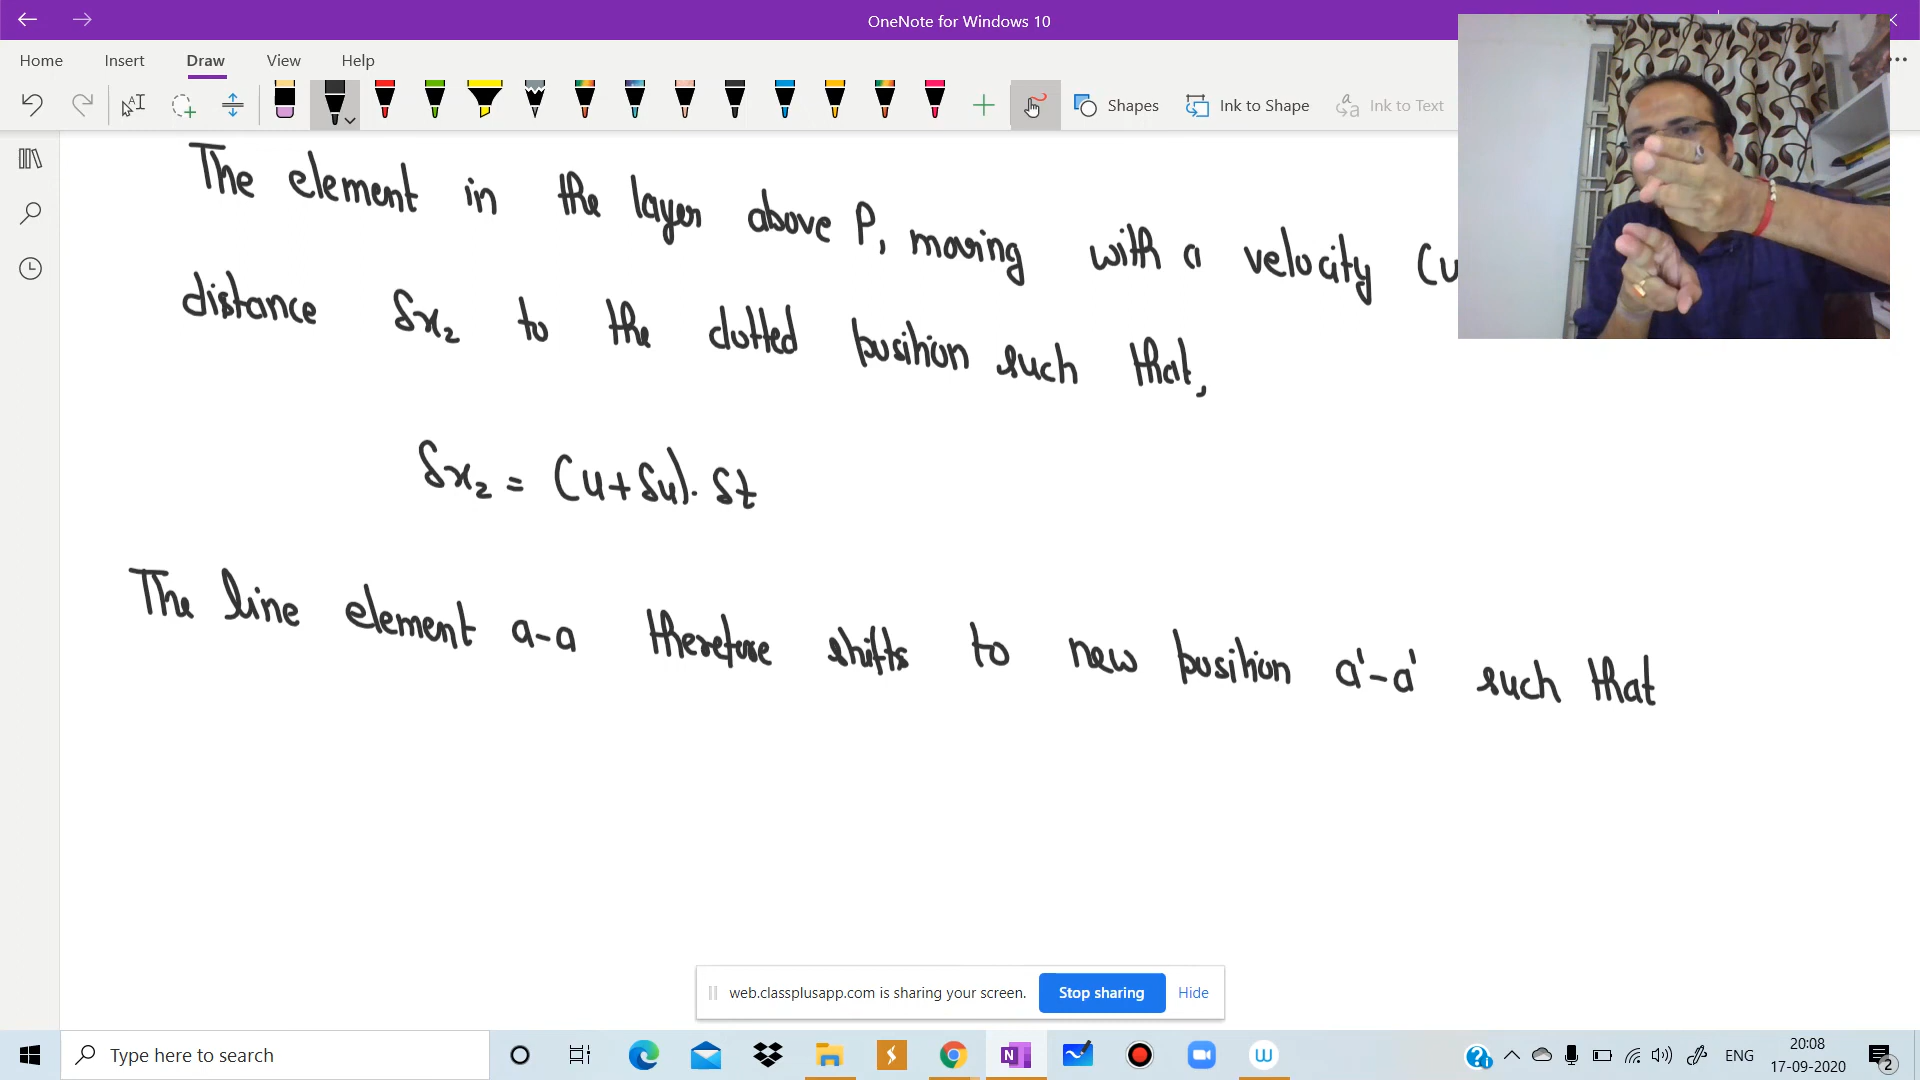 OneNote for Windows 10
Home Insert Draw View Help
Shapes Ink to Shape Ink to Text
The element in the layer above P, moving with a velocity (u
distance δx₂ to the dotted position such that,
δx₂ = (u+δu). δt
The line element a-a therefore shifts to new position a'-a' such that
web.classplusapp.com is sharing your screen. Stop sharing Hide
Type here to search
ENG
20:08
17-09-2020
2